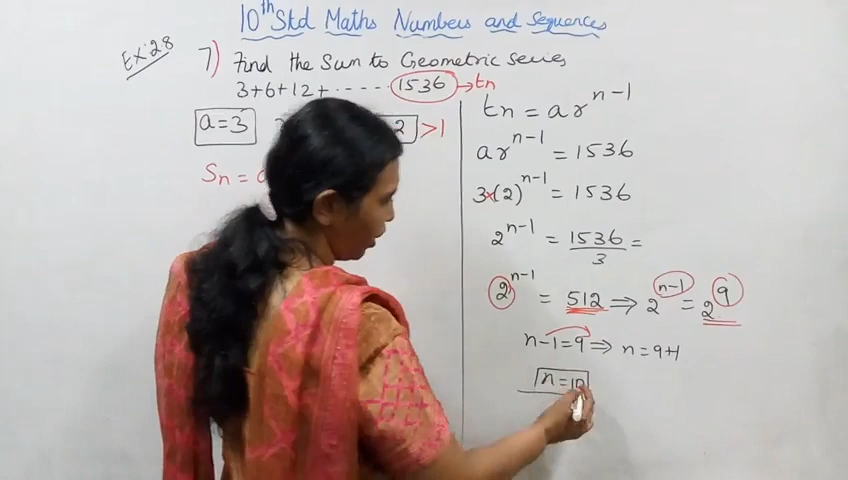 10th Std Maths Numbers and Sequences
Ex: 2.8
7) Find the Sum to Geometric series
3+6+12+ ----- 1536 → tn
a=3
2 >1
Sn =
tn = ar^n-1
ar^n-1 = 1536
3×(2)^n-1 = 1536
2^n-1 = 1536/3 =
2^n-1 = 512 ⇒ 2^n-1 = 2^9
n-1=9 ⇒ n=9+1
n=10